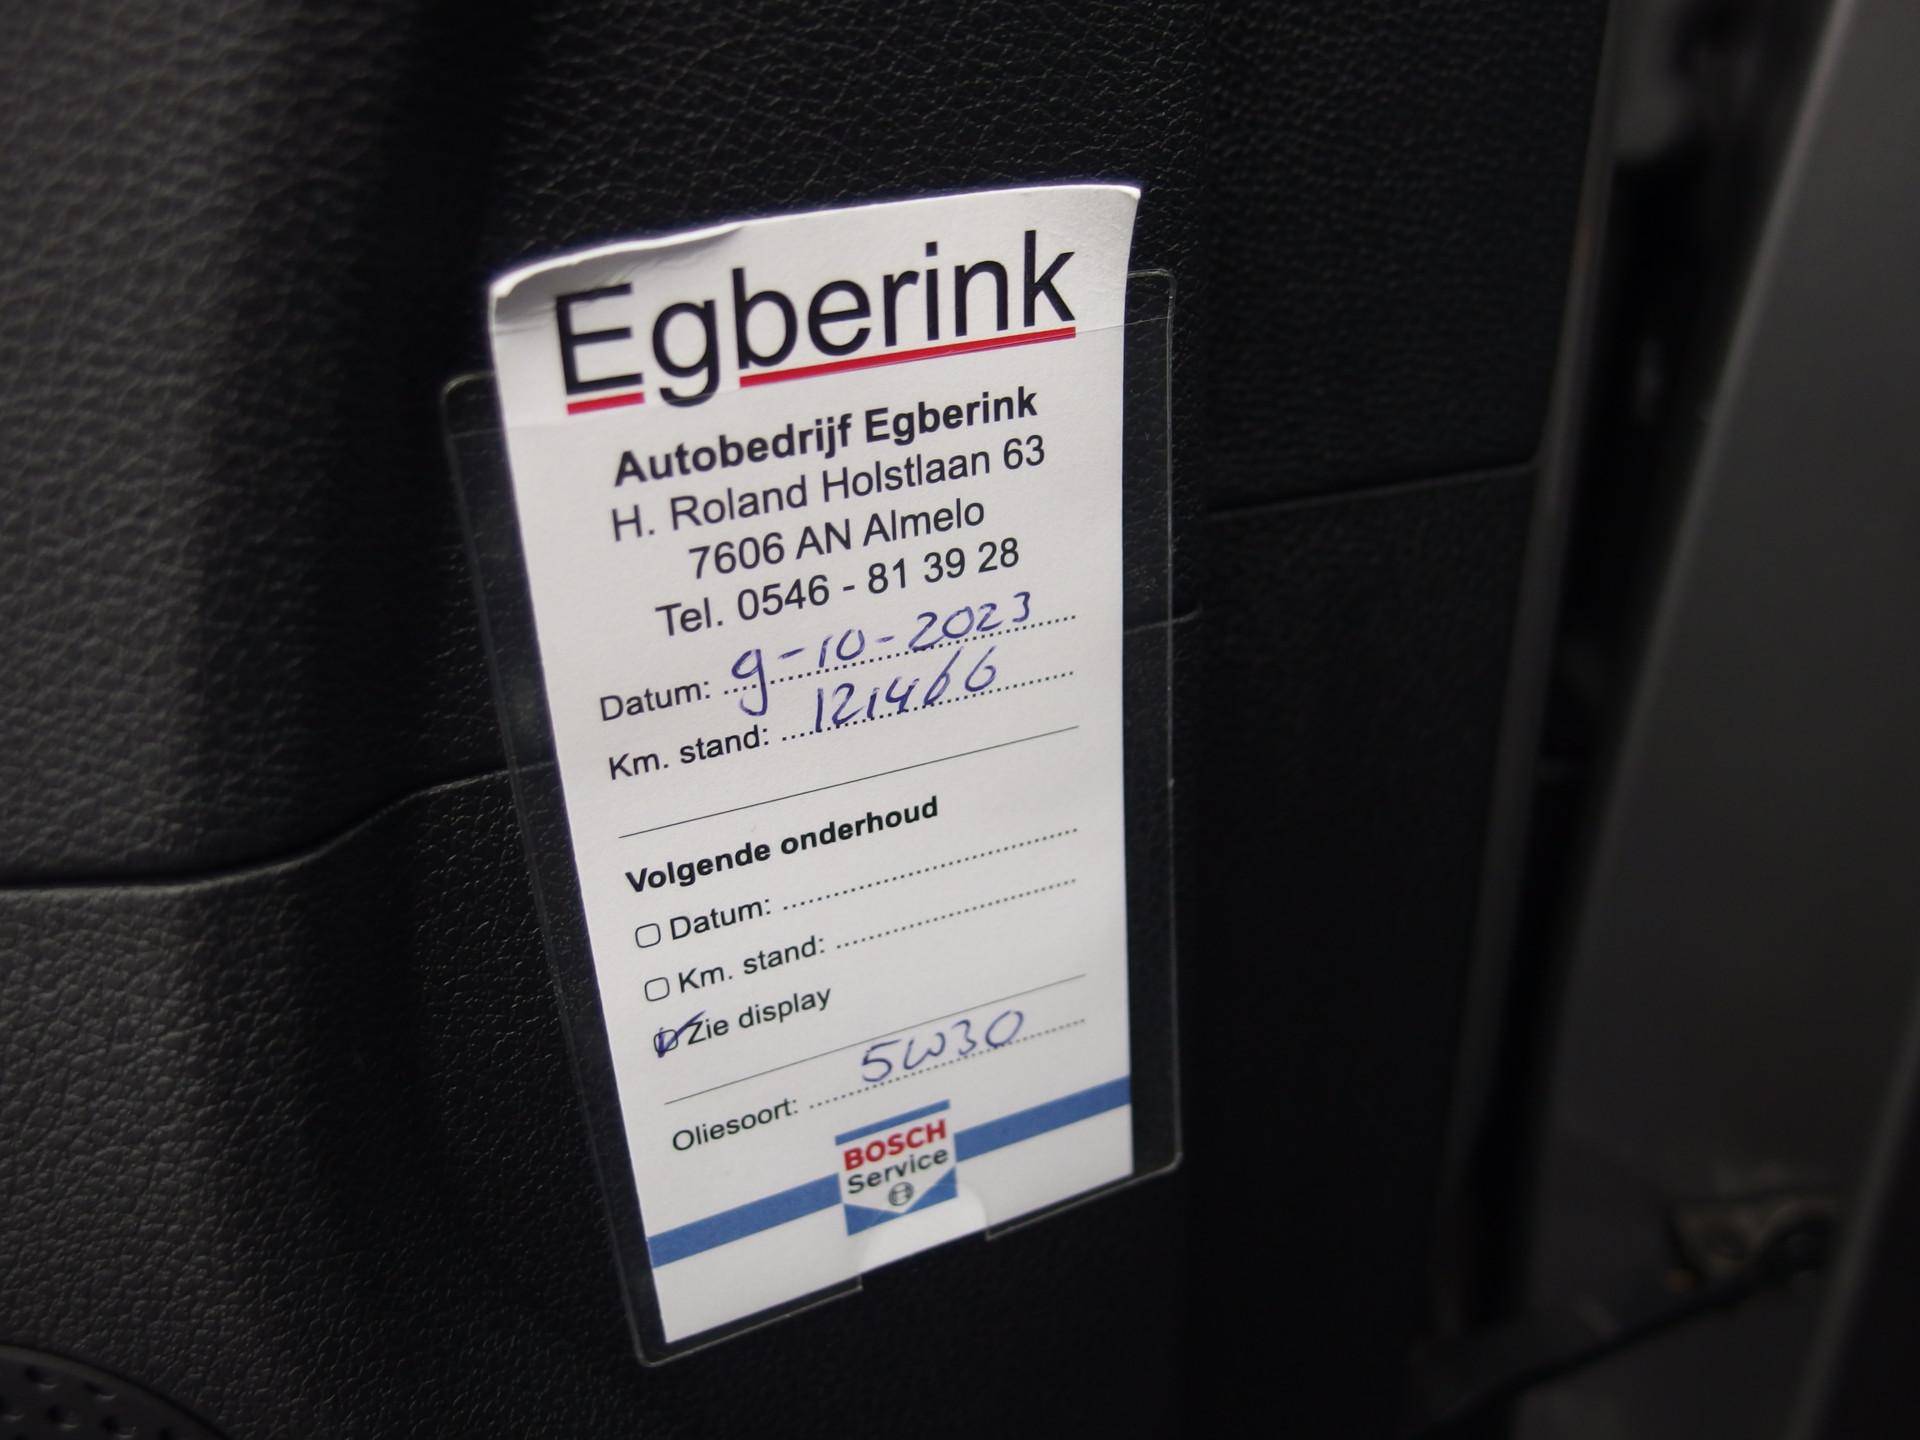 Egberink
Autobedrijf Egberink
H. Roland Holstlaan 63
7606 AN Almelo
Tel. 0546 - 81 39 28
Datum: 9-10-2023
Km. stand: 121466
Volgende onderhoud
Datum:
Km. stand:
Zie display
Oliesoort: 5W30
BOSCH
Service